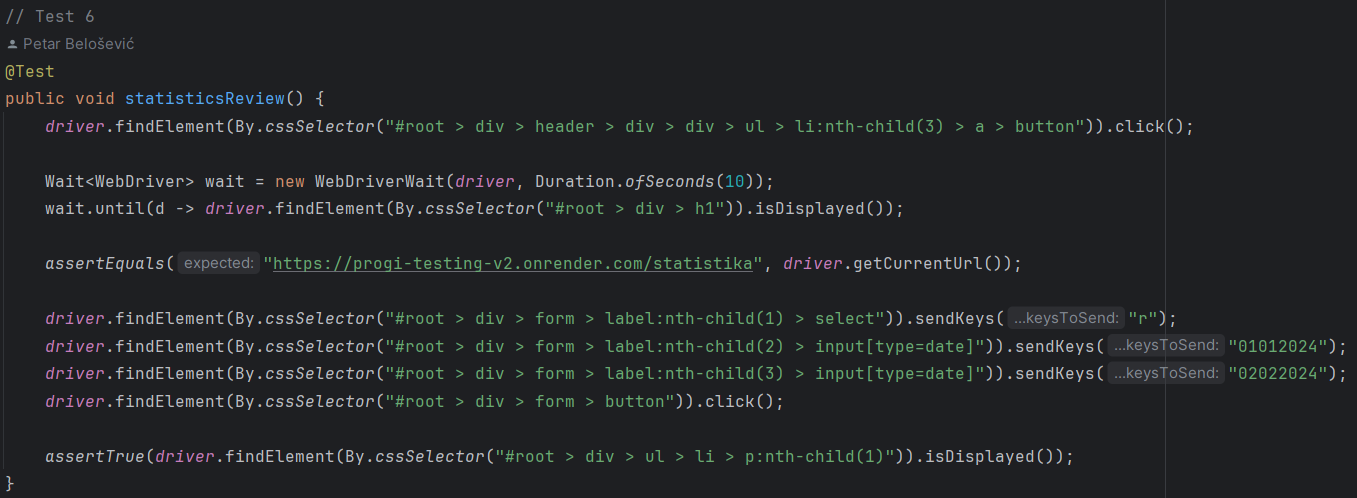 // Test 6
Petar Belošević
@Test
public void statisticsReview() {
driver.findElement(By.cssSelector("#root > div > header > div > div > ul > li:nth-child(3) > a > button")).click();
Wait<WebDriver> wait = new WebDriverWait(driver, Duration.ofSeconds(10));
wait.until(d -> driver.findElement(By.cssSelector("#root > div > h1")).isDisplayed());
assertEquals( expected: "https://progi-testing-v2.onrender.com/statistika", driver.getCurrentUrl());
driver.findElement(By.cssSelector("#root > div > form > label:nth-child(1) > select")).sendKeys( ...keysToSend: "r");
driver.findElement(By.cssSelector("#root > div > form > label:nth-child(2) > input[type=date]")).sendKeys( ...keysToSend: "01012024");
driver.findElement(By.cssSelector("#root > div > form > label:nth-child(3) > input[type=date]")).sendKeys( ...keysToSend: "02022024");
driver.findElement(By.cssSelector("#root > div > form > button")).click();
assertTrue(driver.findElement(By.cssSelector("#root > div > ul > li > p:nth-child(1)")).isDisplayed());
}